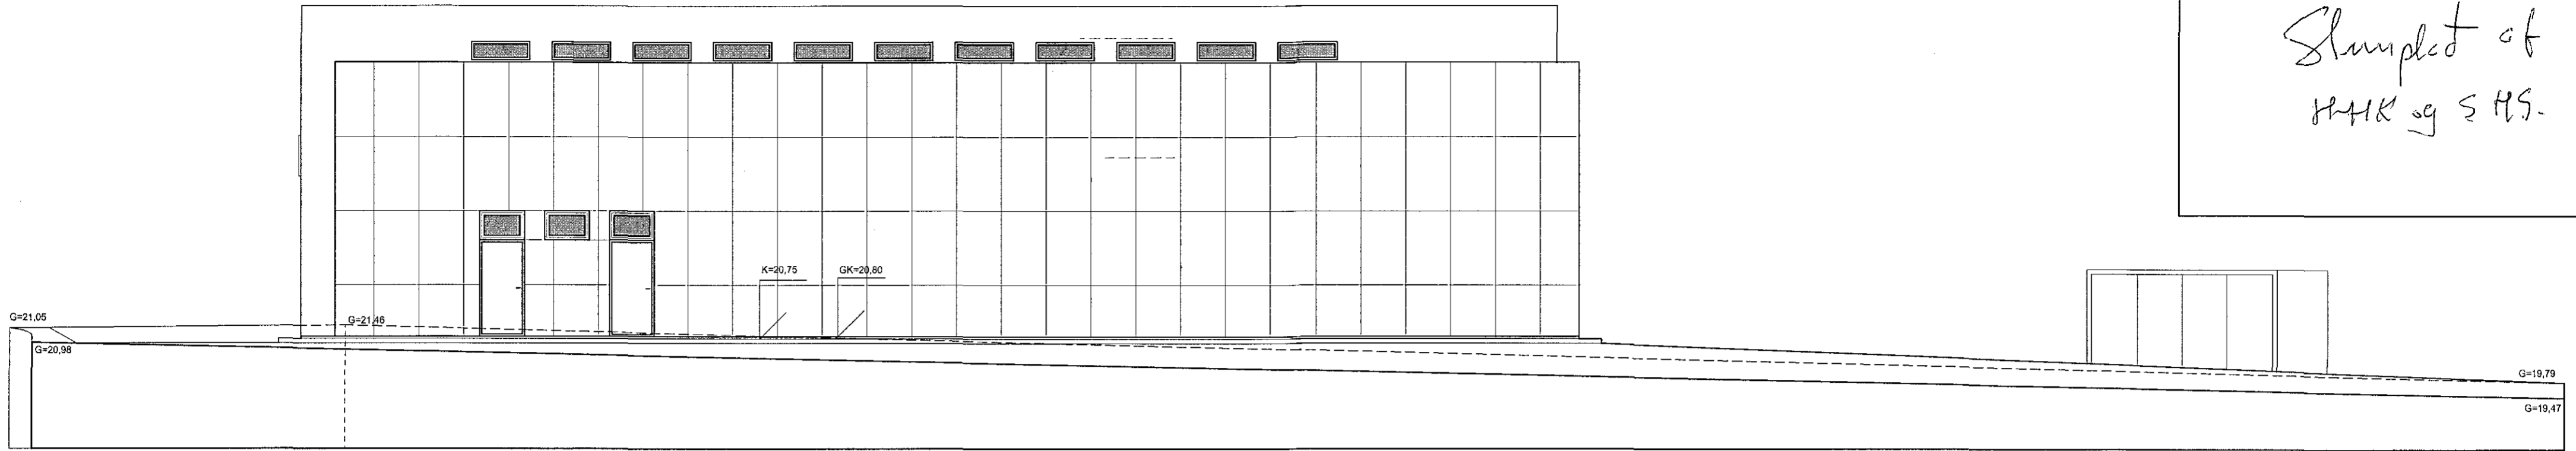 Stimplað af
HHK og SHS.
K=20,75
GK=20,80
G=21,05
G=21,46
G=20,98
G=19,79
G=19,47